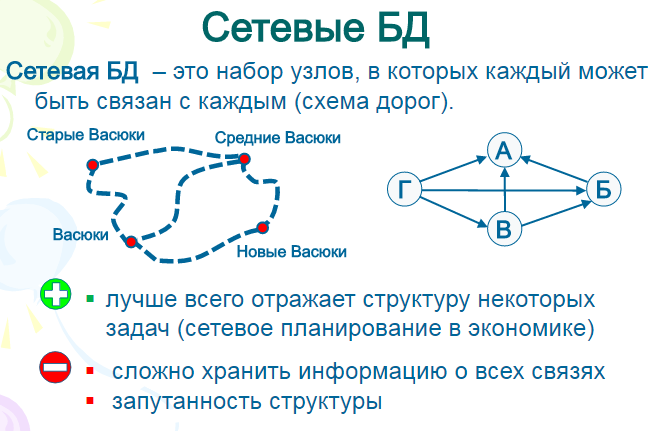 Сетевые БД
Сетевая БД – это набор узлов, в которых каждый может
быть связан с каждым (схема дорог).
Старые Васюки
Средние Васюки
Васюки
Новые Васюки
А
Г
Б
В
лучше всего отражает структуру некоторых
задач (сетевое планирование в экономике)
сложно хранить информацию о всех связях
запутанность структуры